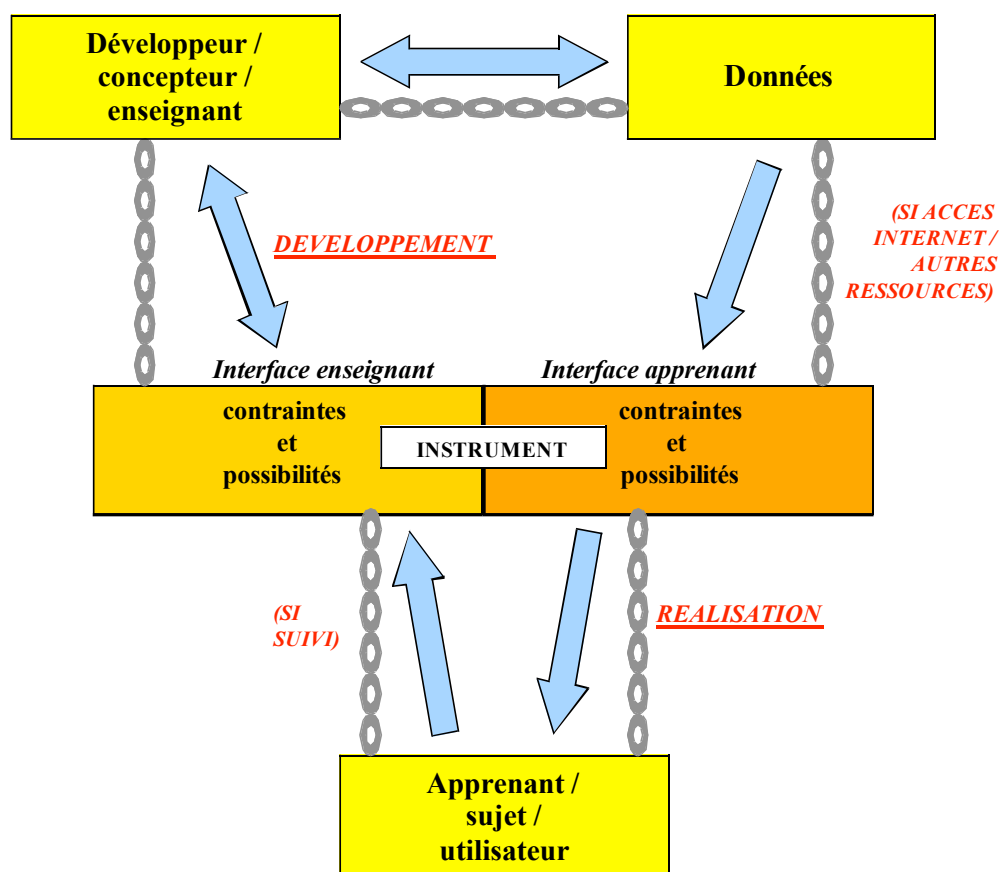 Développeur /
concepteur /
enseignant
Données
DEVELOPPEMENT
(SI ACCES
INTERNET /
AUTRES
RESSOURCES)
Interface enseignant
Interface apprenant
contraintes
et
possibilités
INSTRUMENT
contraintes
et
possibilités
(SI
SUIVI)
REALISATION
Apprenant /
sujet /
utilisateur